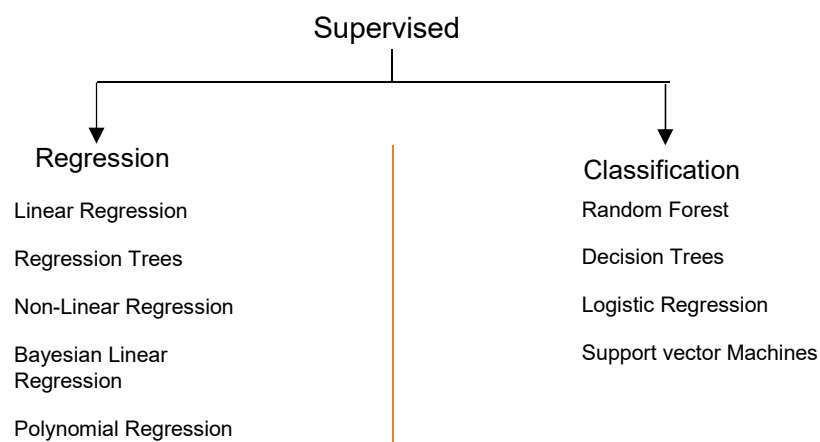 Supervised
Regression
Linear Regression
Regression Trees
Non-Linear Regression
Bayesian Linear
Regression
Polynomial Regression
Classification
Random Forest
Decision Trees
Logistic Regression
Support vector Machines